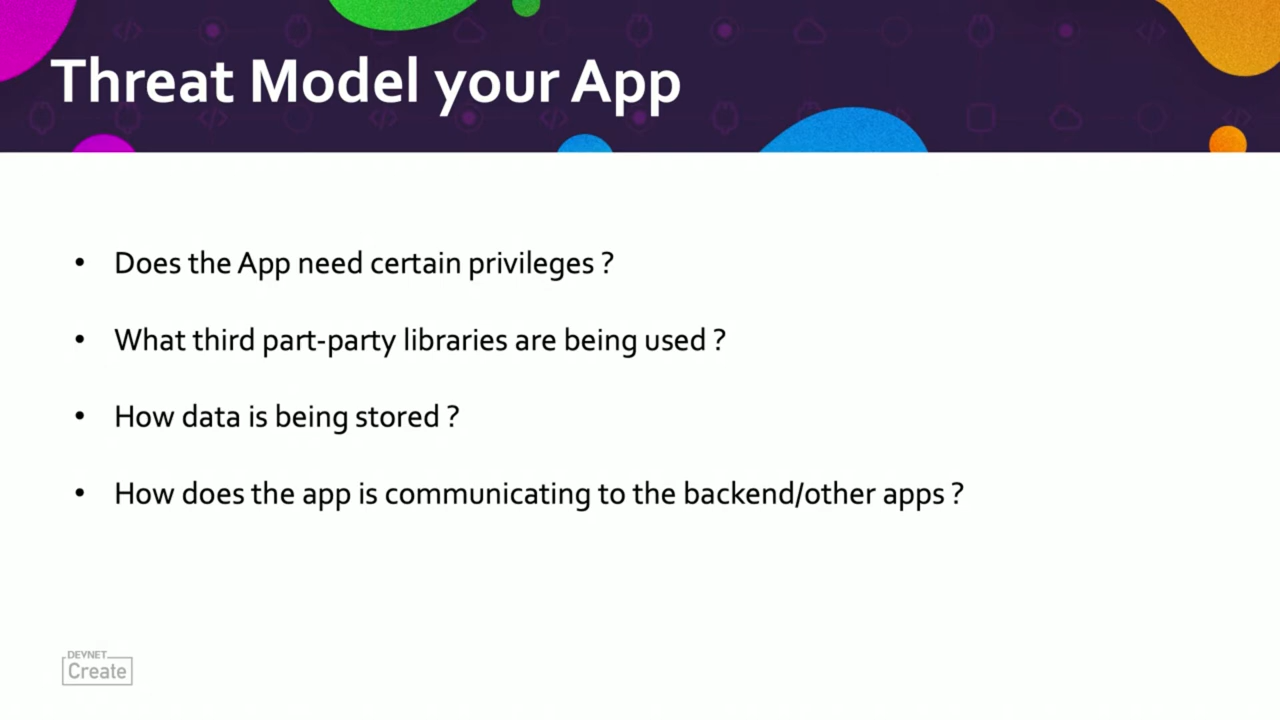 Threat Model your App
• Does the App need certain privileges ?
• What third part-party libraries are being used ?
• How data is being stored ?
• How does the app is communicating to the backend/other apps ?
DEVNET
Create